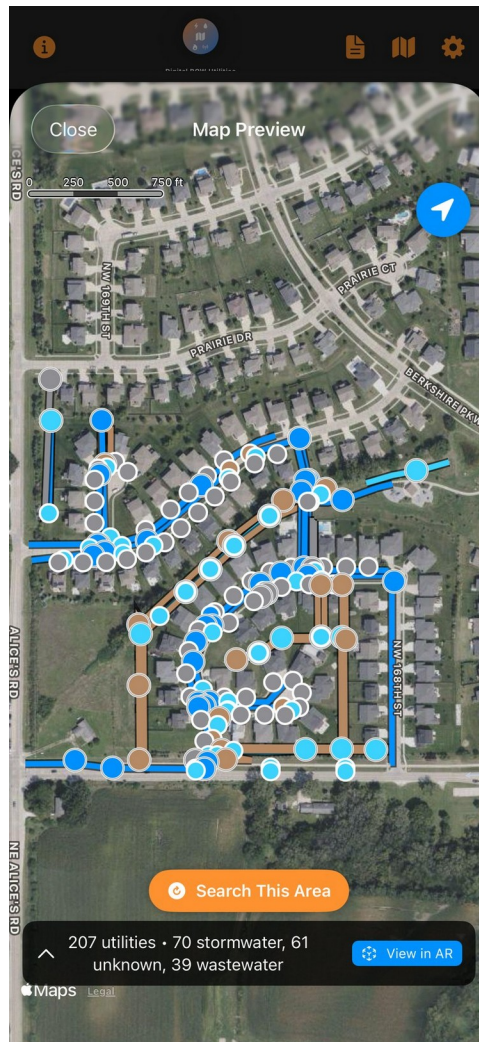 Close
Map Preview
0 250 500 750 ft
NW 169TH ST
PRAIRIE CT
PRAIRIE DR
BERKSHIRE PKW
ALICE'S RD
NW 168TH ST
NE ALICE'S RD
Search This Area
207 utilities • 70 stormwater, 61
unknown, 39 wastewater
View in AR
Maps
Legal